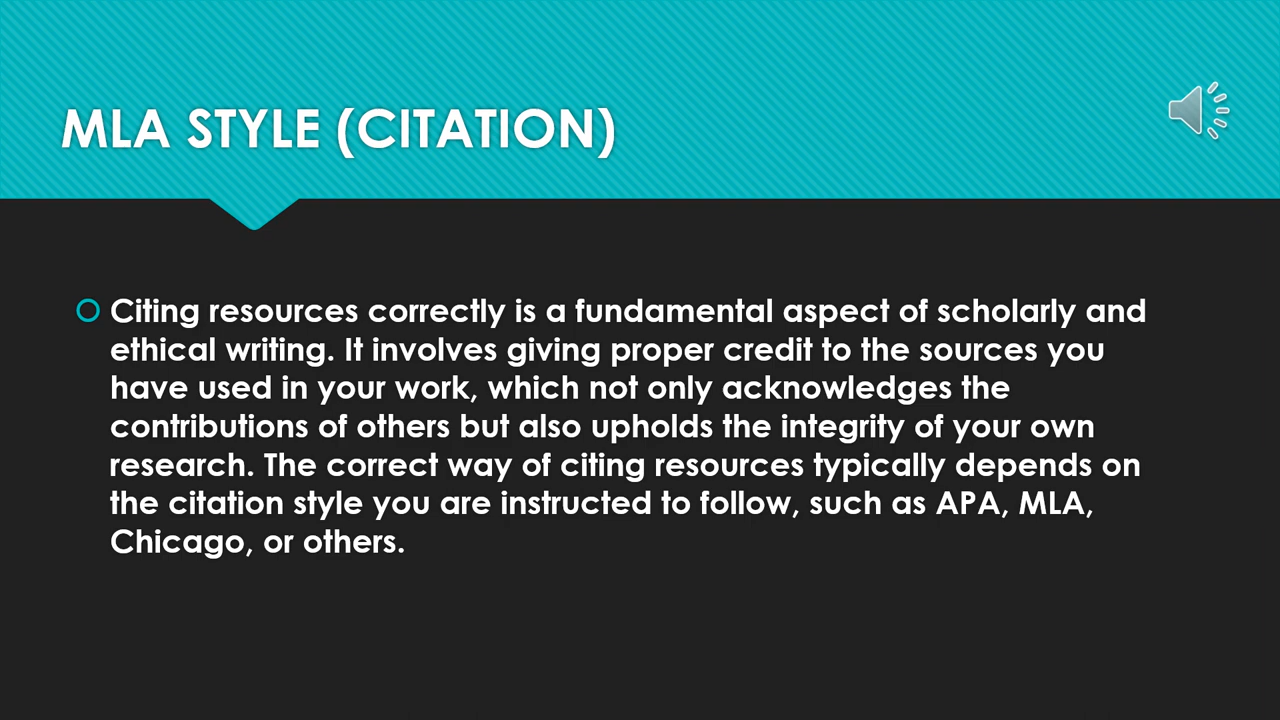 MLA STYLE (CITATION)
Citing resources correctly is a fundamental aspect of scholarly and
ethical writing. It involves giving proper credit to the sources you
have used in your work, which not only acknowledges the
contributions of others but also upholds the integrity of your own
research. The correct way of citing resources typically depends on
the citation style you are instructed to follow, such as APA, MLA,
Chicago, or others.